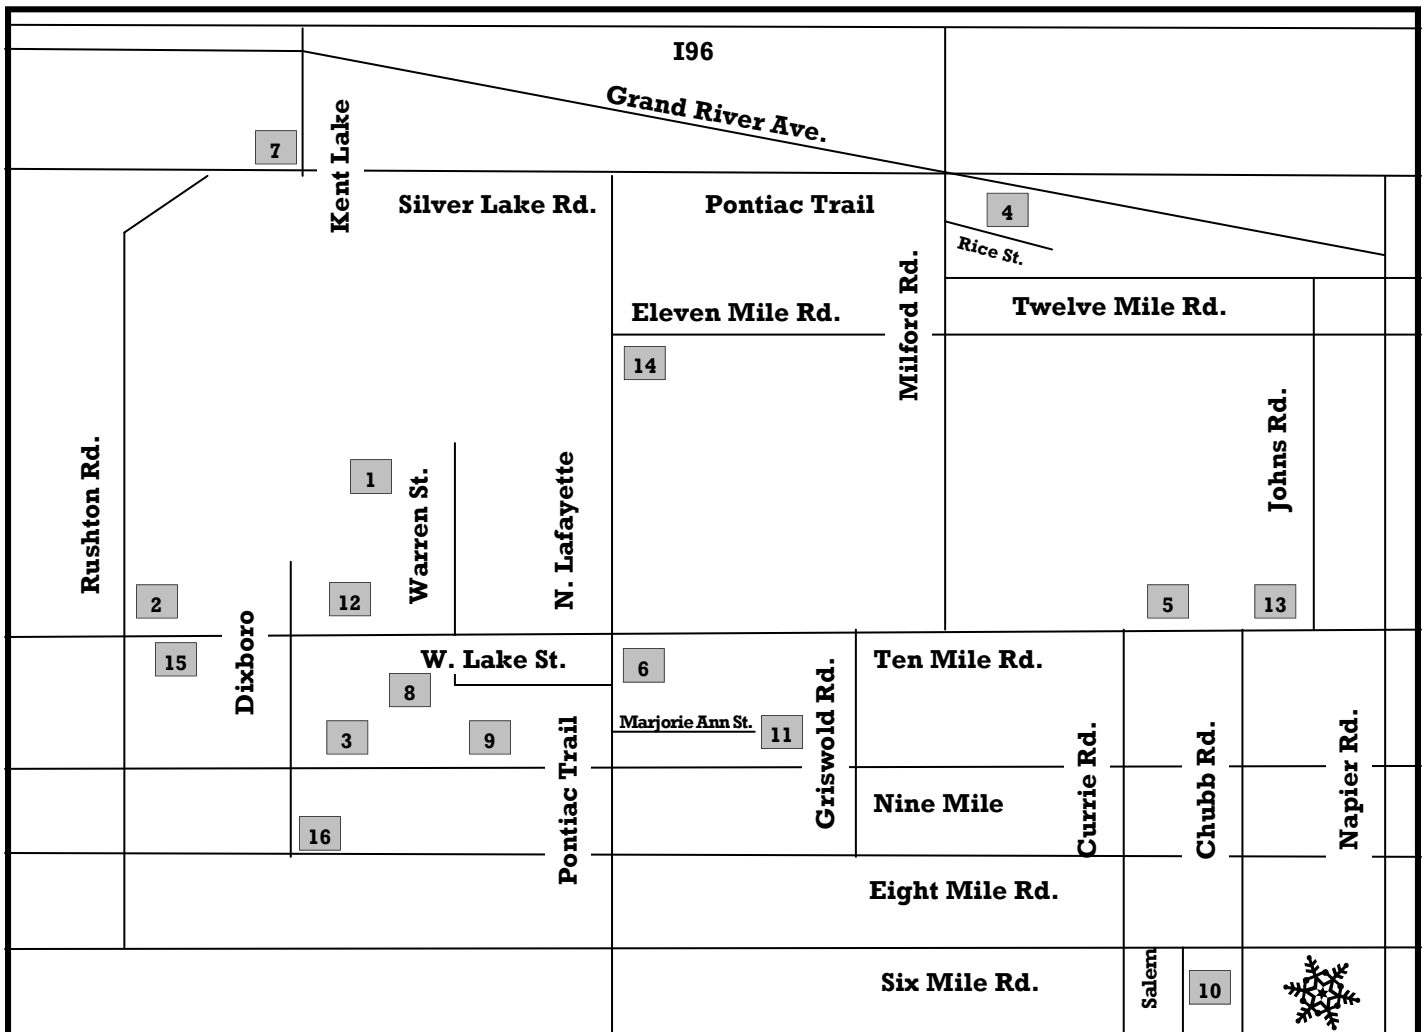 I96
Grand River Ave.
7
Kent Lake
Silver Lake Rd.
Pontiac Trail
4
Rice St.
Milford Rd.
Eleven Mile Rd.
Twelve Mile Rd.
14
Rushton Rd.
1
Warren St.
N. Lafayette
Johns Rd.
2
12
5
13
15
Dixboro
W. Lake St.
6
Griswold Rd.
Ten Mile Rd.
8
3
9
Pontiac Trail
Marjorie Ann St.
11
Currie Rd.
Chubb Rd.
Napier Rd.
Nine Mile
16
Eight Mile Rd.
Six Mile Rd.
Salem
10